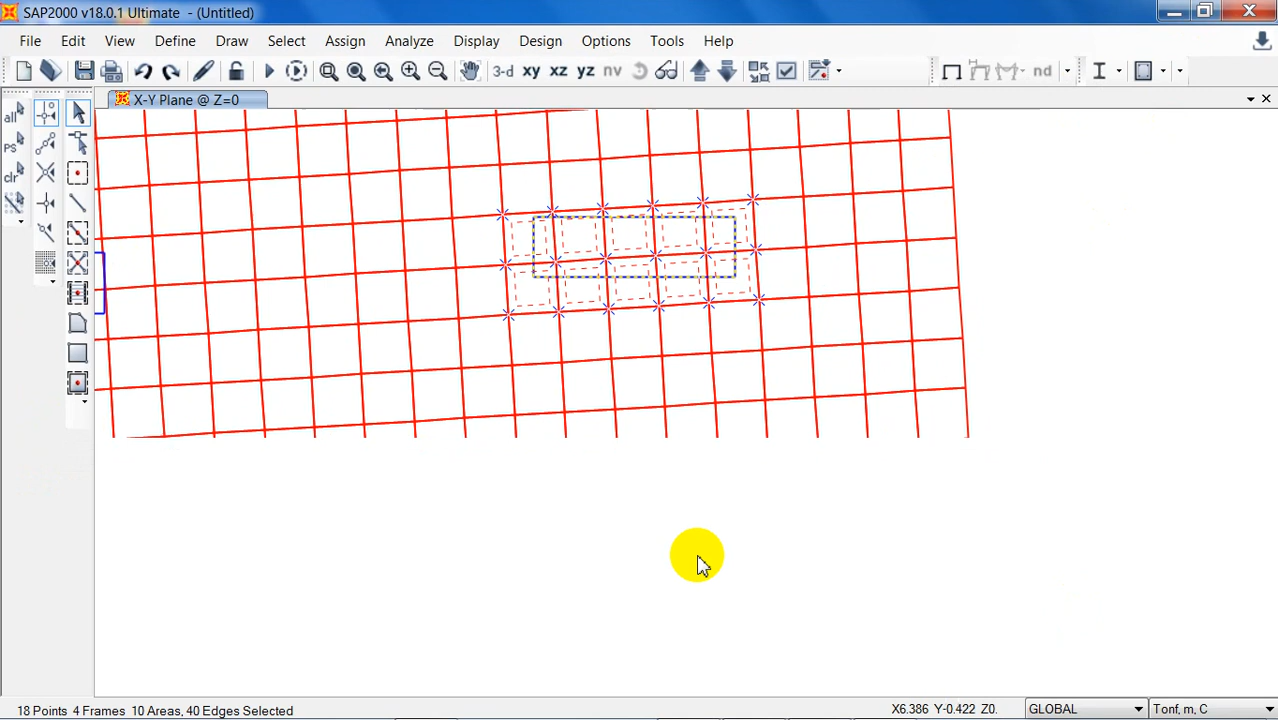 SAP2000 v18.0.1 Ultimate - (Untitled)
File Edit View Define Draw Select Assign Analyze Display Design Options Tools Help
3-d xy xz yz nv nd
X-Y Plane @ Z=0
all
PS
clr
18 Points 4 Frames 10 Areas, 40 Edges Selected X6.386 Y-0.422 Z0. GLOBAL Tonf, m, C